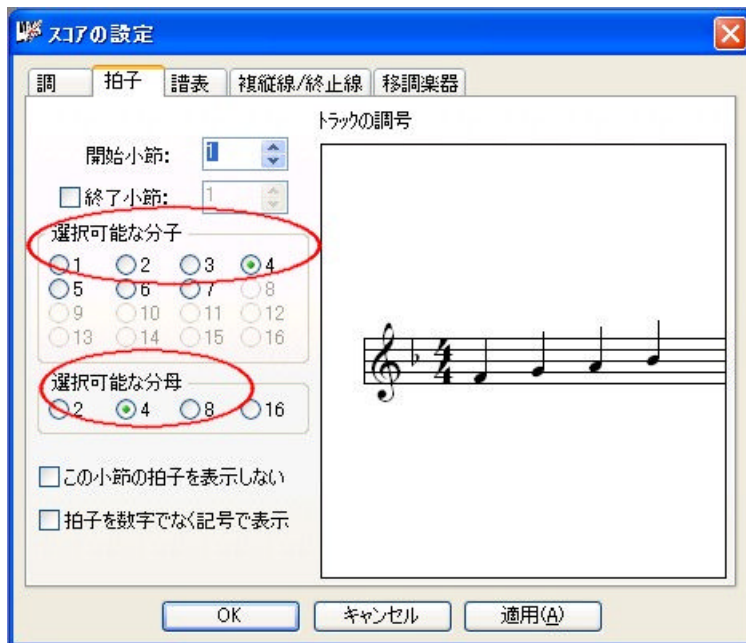 スコアの設定
調 拍子 譜表 複縦線/終止線 移調楽器
トラックの調号
開始小節: 1
終了小節: 1
選択可能な分子
1 2 3 4
5 6 7 8
9 10 11 12
13 14 15 16
選択可能な分母
2 4 8 16
この小節の拍子を表示しない
拍子を数字でなく記号で表示
4
4
OK キャンセル 適用(A)